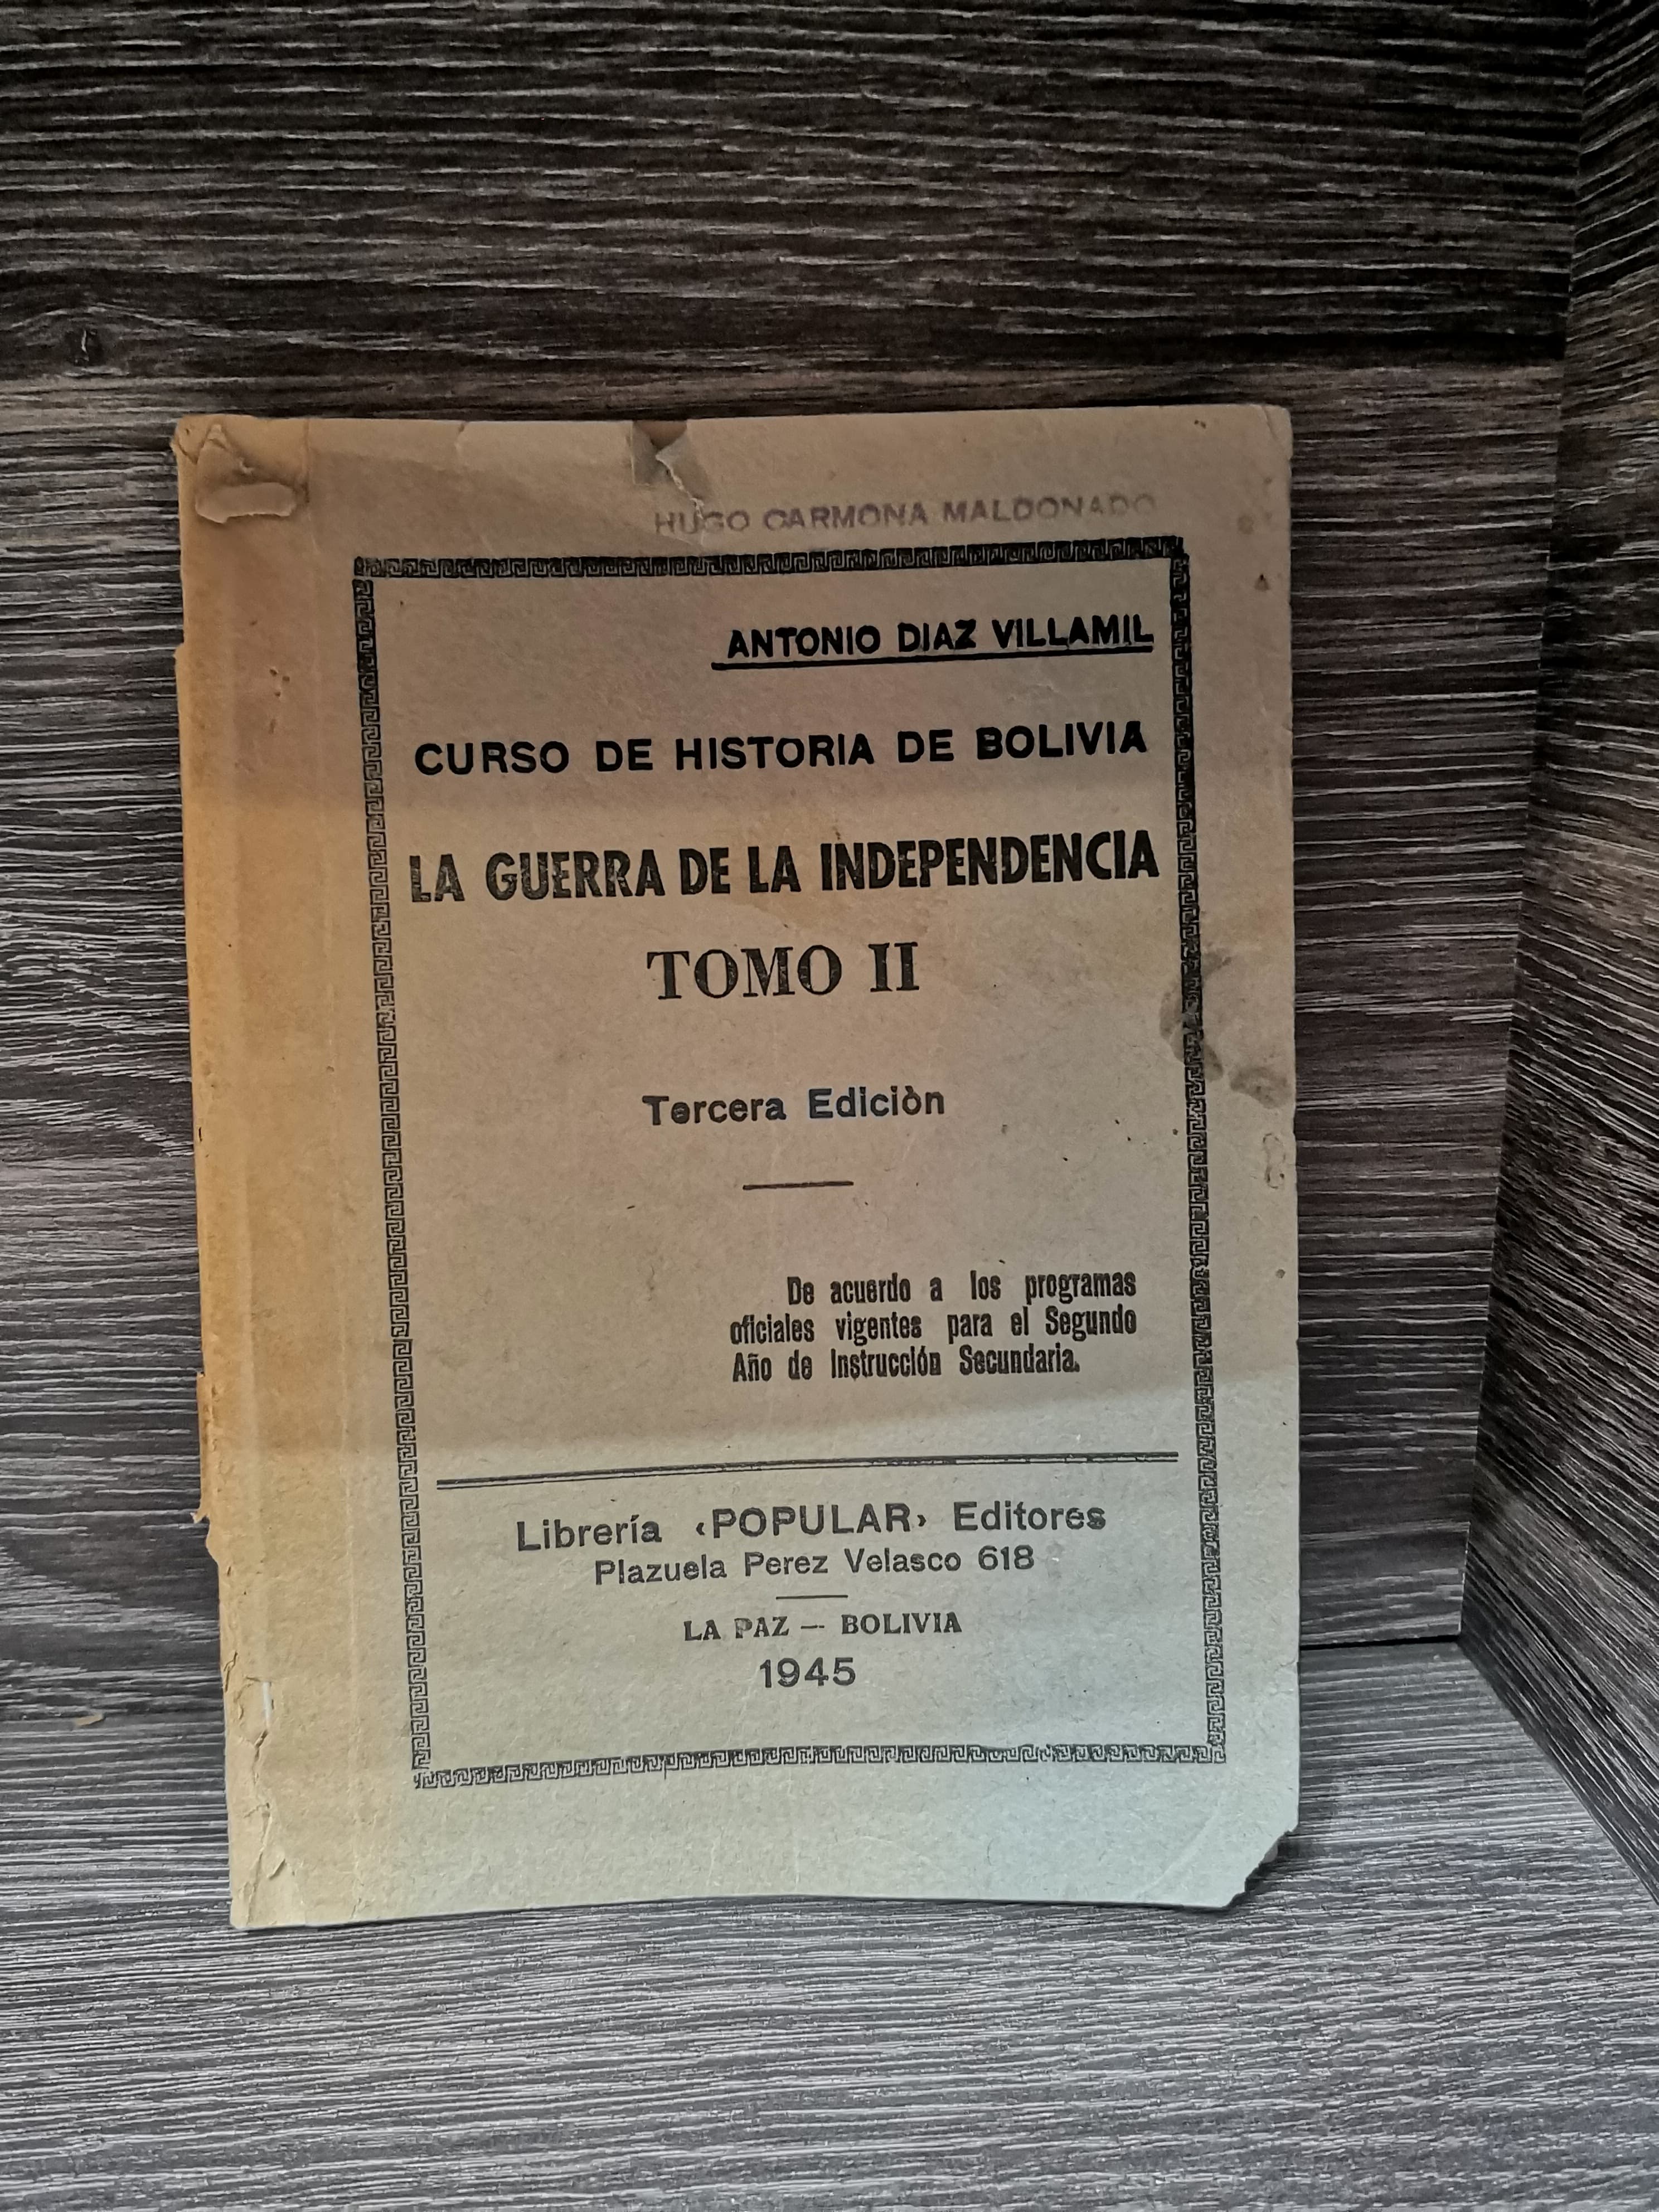 HUGO CARMONA MALDONADO
ANTONIO DIAZ VILLAMIL
CURSO DE HISTORIA DE BOLIVIA
LA GUERRA DE LA INDEPENDENCIA
TOMO II
Tercera Ediciòn
De acuerdo a los programas
oficiales vigentes para el Segundo
Año de Instrucción Secundaria.
Librería ‹POPULAR› Editores
Plazuela Perez Velasco 618
LA PAZ — BOLIVIA
1945